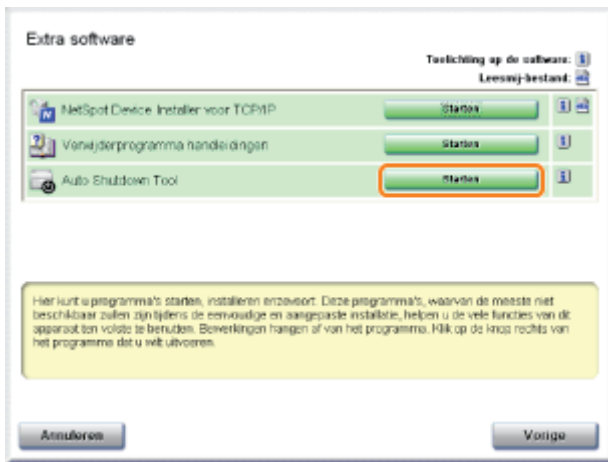 Extra software
Toelichting op de software:
Leesmij-bestand:
NetSpot Device Installer voor TCP/IP
Starten
Verwijderprogramma handleidingen
Starten
Auto Shutdown Tool
Starten
Hier kunt u programma's starten, installeren enzovoort. Deze programma's, waarvan de meeste niet
beschikbaar zullen zijn tijdens de eenvoudige en aangepaste installatie, helpen u de vele functies van dit
apparaat ten volste te benutten. Bewerkingen hangen af van het programma. Klik op de knop rechts van
het programma dat u wilt uitvoeren.
Annuleren
Vorige